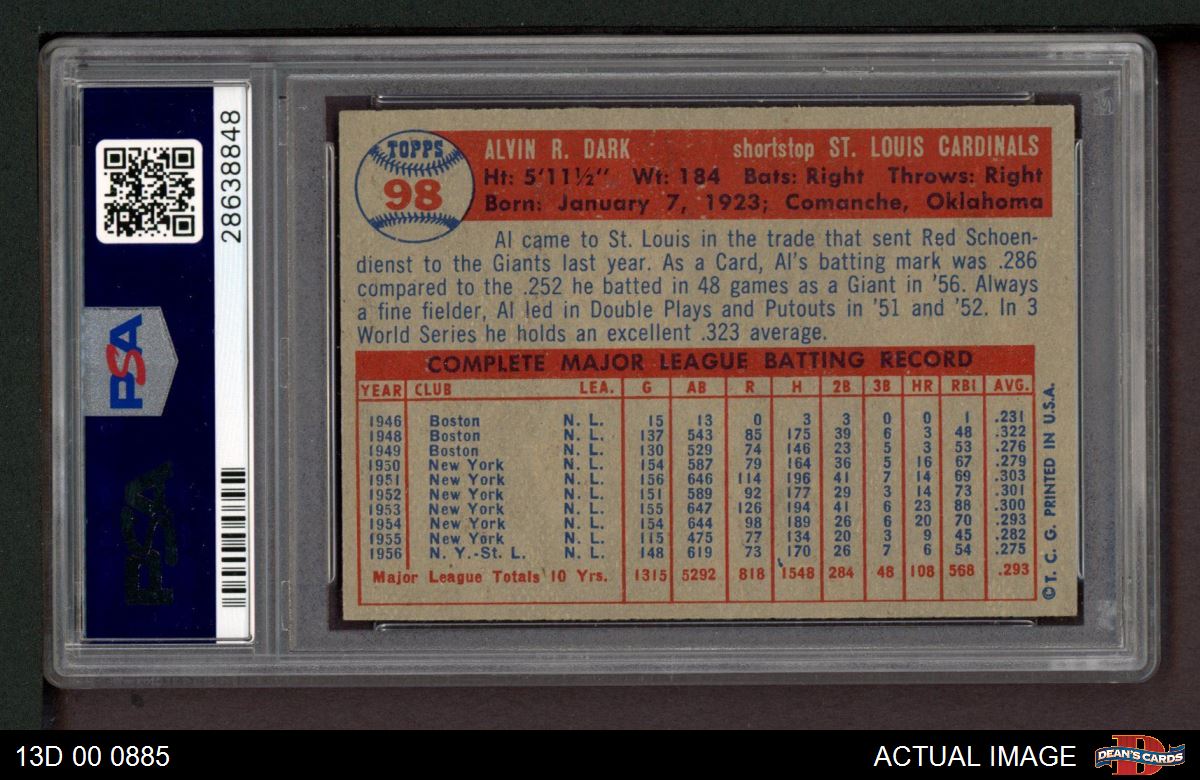 28638848
PSA
PSA
TOPPS
98
ALVIN R. DARK shortstop ST. LOUIS CARDINALS
Ht: 5'11½" Wt: 184 Bats: Right Throws: Right
Born: January 7, 1923; Comanche, Oklahoma
Al came to St. Louis in the trade that sent Red Schoen-
dienst to the Giants last year. As a Card, Al's batting mark was .286
compared to the .252 he batted in 48 games as a Giant in '56. Always
a fine fielder, Al led in Double Plays and Putouts in '51 and '52. In 3
World Series he holds an excellent .323 average.
COMPLETE MAJOR LEAGUE BATTING RECORD
YEAR CLUB LEA. G AB R H 2B 3B HR RBI AVG.
1946 Boston N. L. 15 13 0 3 3 0 0 1 .231
1948 Boston N. L. 137 543 85 175 39 6 3 48 .322
1949 Boston N. L. 130 529 74 146 23 5 3 53 .276
1950 New York N. L. 154 587 79 164 36 5 16 67 .279
1951 New York N. L. 156 646 114 196 41 7 14 69 .303
1952 New York N. L. 151 589 92 177 29 3 14 73 .301
1953 New York N. L. 155 647 126 194 41 6 23 88 .300
1954 New York N. L. 154 644 98 189 26 6 20 70 .293
1955 New York N. L. 115 475 77 134 20 3 9 45 .282
1956 N. Y.-St. L. N. L. 148 619 73 170 26 7 6 54 .275
Major League Totals 10 Yrs. 1315 5292 818 1548 284 48 108 568 .293
©T. C. G. PRINTED IN U.S.A.
13D 00 0885
ACTUAL IMAGE
DEAN'S CARDS